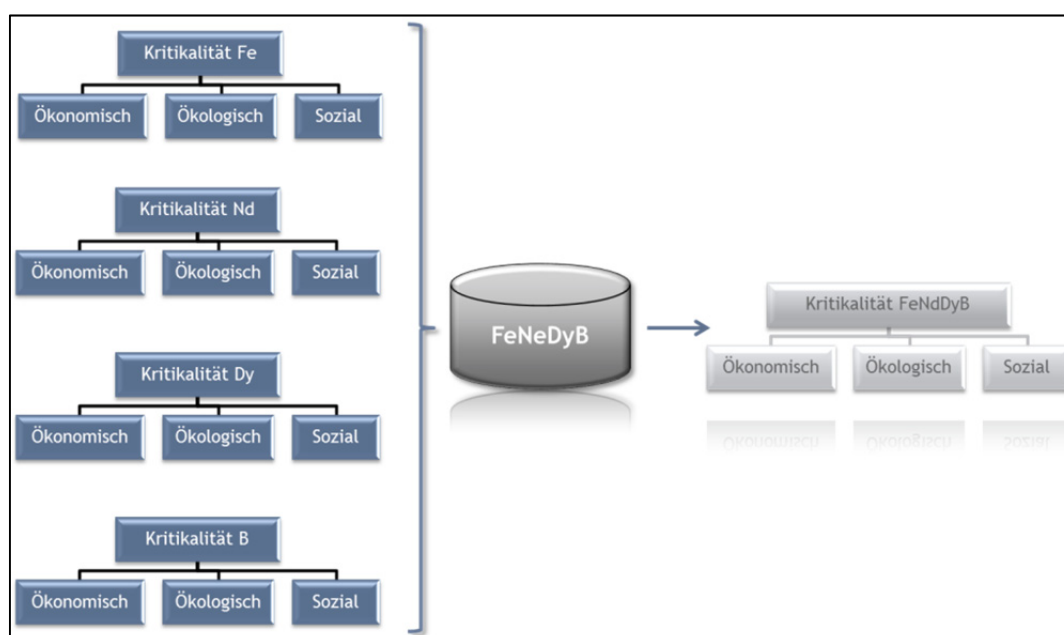 Kritikalität Fe
Ökonomisch Ökologisch Sozial
Kritikalität Nd
Ökonomisch Ökologisch Sozial
Kritikalität Dy
Ökonomisch Ökologisch Sozial
Kritikalität B
Ökonomisch Ökologisch Sozial
FeNeDyB
Kritikalität FeNdDyB
Ökonomisch Ökologisch Sozial